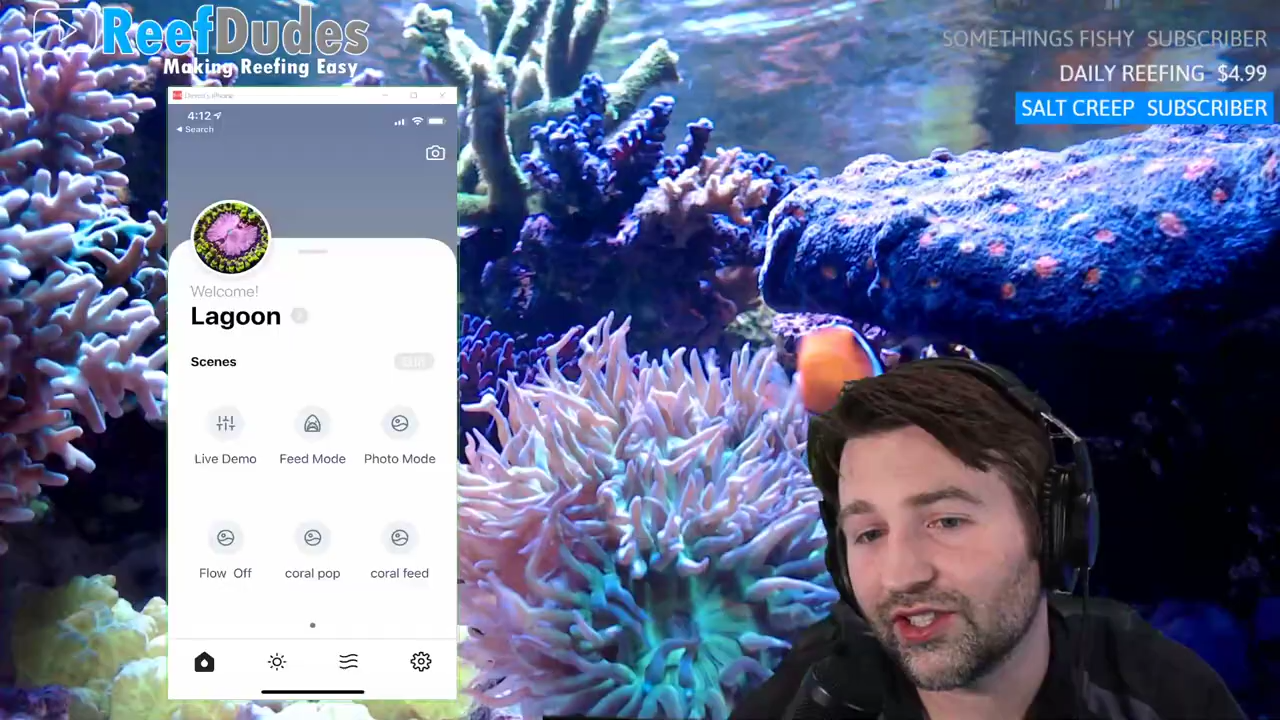 ReefDudes
Making Reefing Easy
SOMETHINGS FISHY SUBSCRIBER
DAILY REEFING $4.99
SALT CREEP SUBSCRIBER
4:12
Search
Welcome!
Lagoon
Scenes
Live Demo
Feed Mode
Photo Mode
Flow Off
coral pop
coral feed